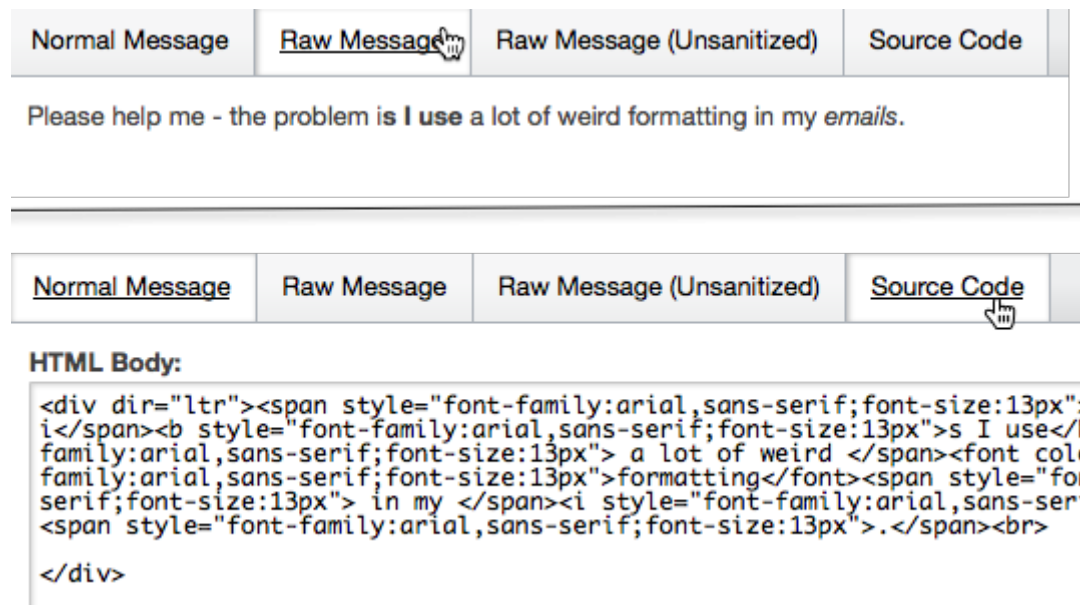 Normal Message Raw Message Raw Message (Unsanitized) Source Code
Please help me - the problem is I use a lot of weird formatting in my emails.
Normal Message Raw Message Raw Message (Unsanitized) Source Code
HTML Body:
<div dir="ltr"><span style="font-family:arial,sans-serif;font-size:13px"
i</span><b style="font-family:arial,sans-serif;font-size:13px">s I use</
family:arial,sans-serif;font-size:13px"> a lot of weird </span><font col
family:arial,sans-serif;font-size:13px">formatting</font><span style="fo
serif;font-size:13px"> in my </span><i style="font-family:arial,sans-ser
<span style="font-family:arial,sans-serif;font-size:13px">.</span><br>
</div>